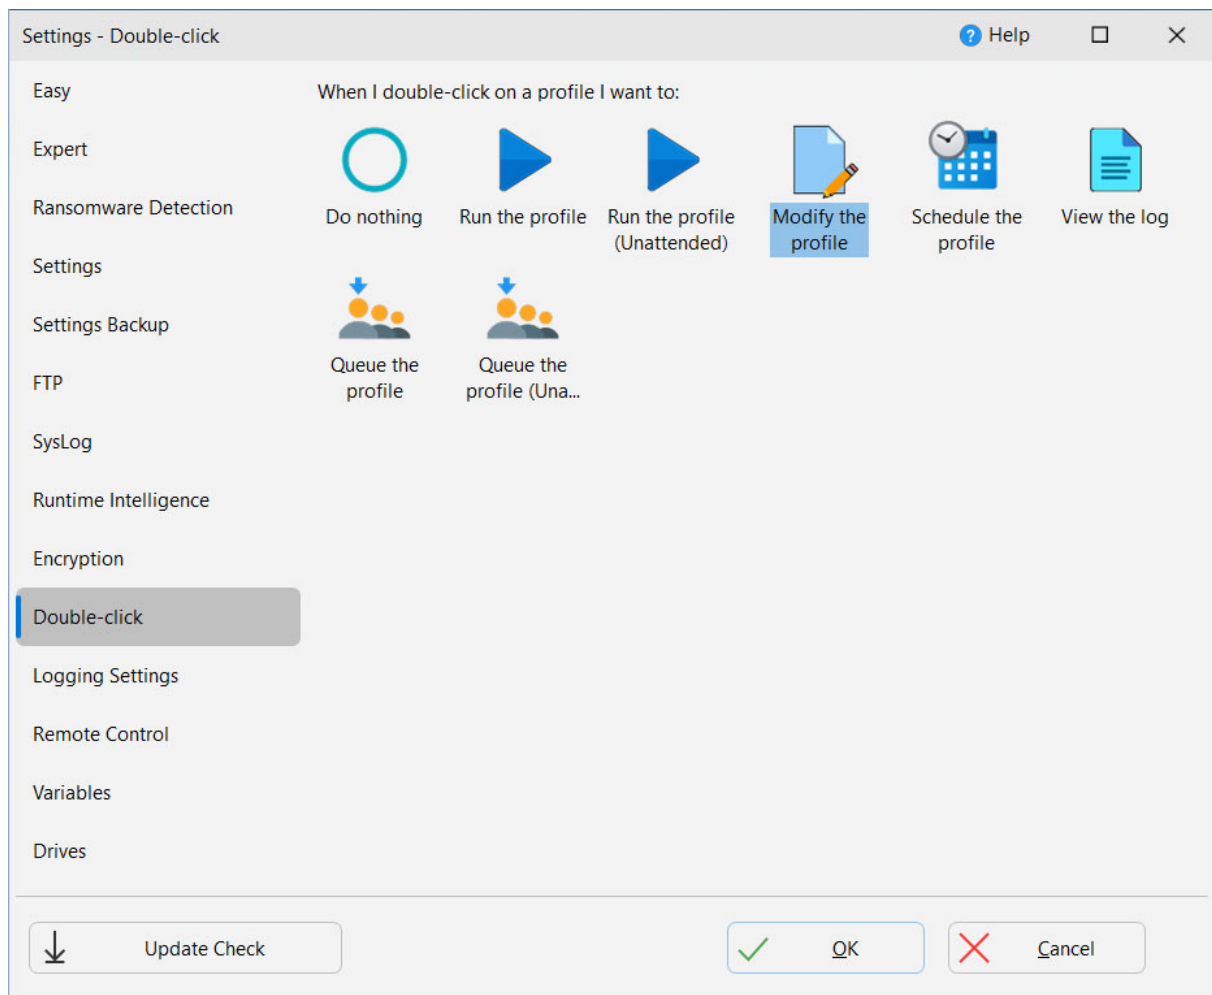 Settings - Double-click
Help
Easy
Expert
Ransomware Detection
Settings
Settings Backup
FTP
SysLog
Runtime Intelligence
Encryption
Double-click
Logging Settings
Remote Control
Variables
Drives
When I double-click on a profile I want to:
Do nothing
Run the profile
Run the profile
(Unattended)
Modify the
profile
Schedule the
profile
View the log
Queue the
profile
Queue the
profile (Una...
Update Check
OK
Cancel